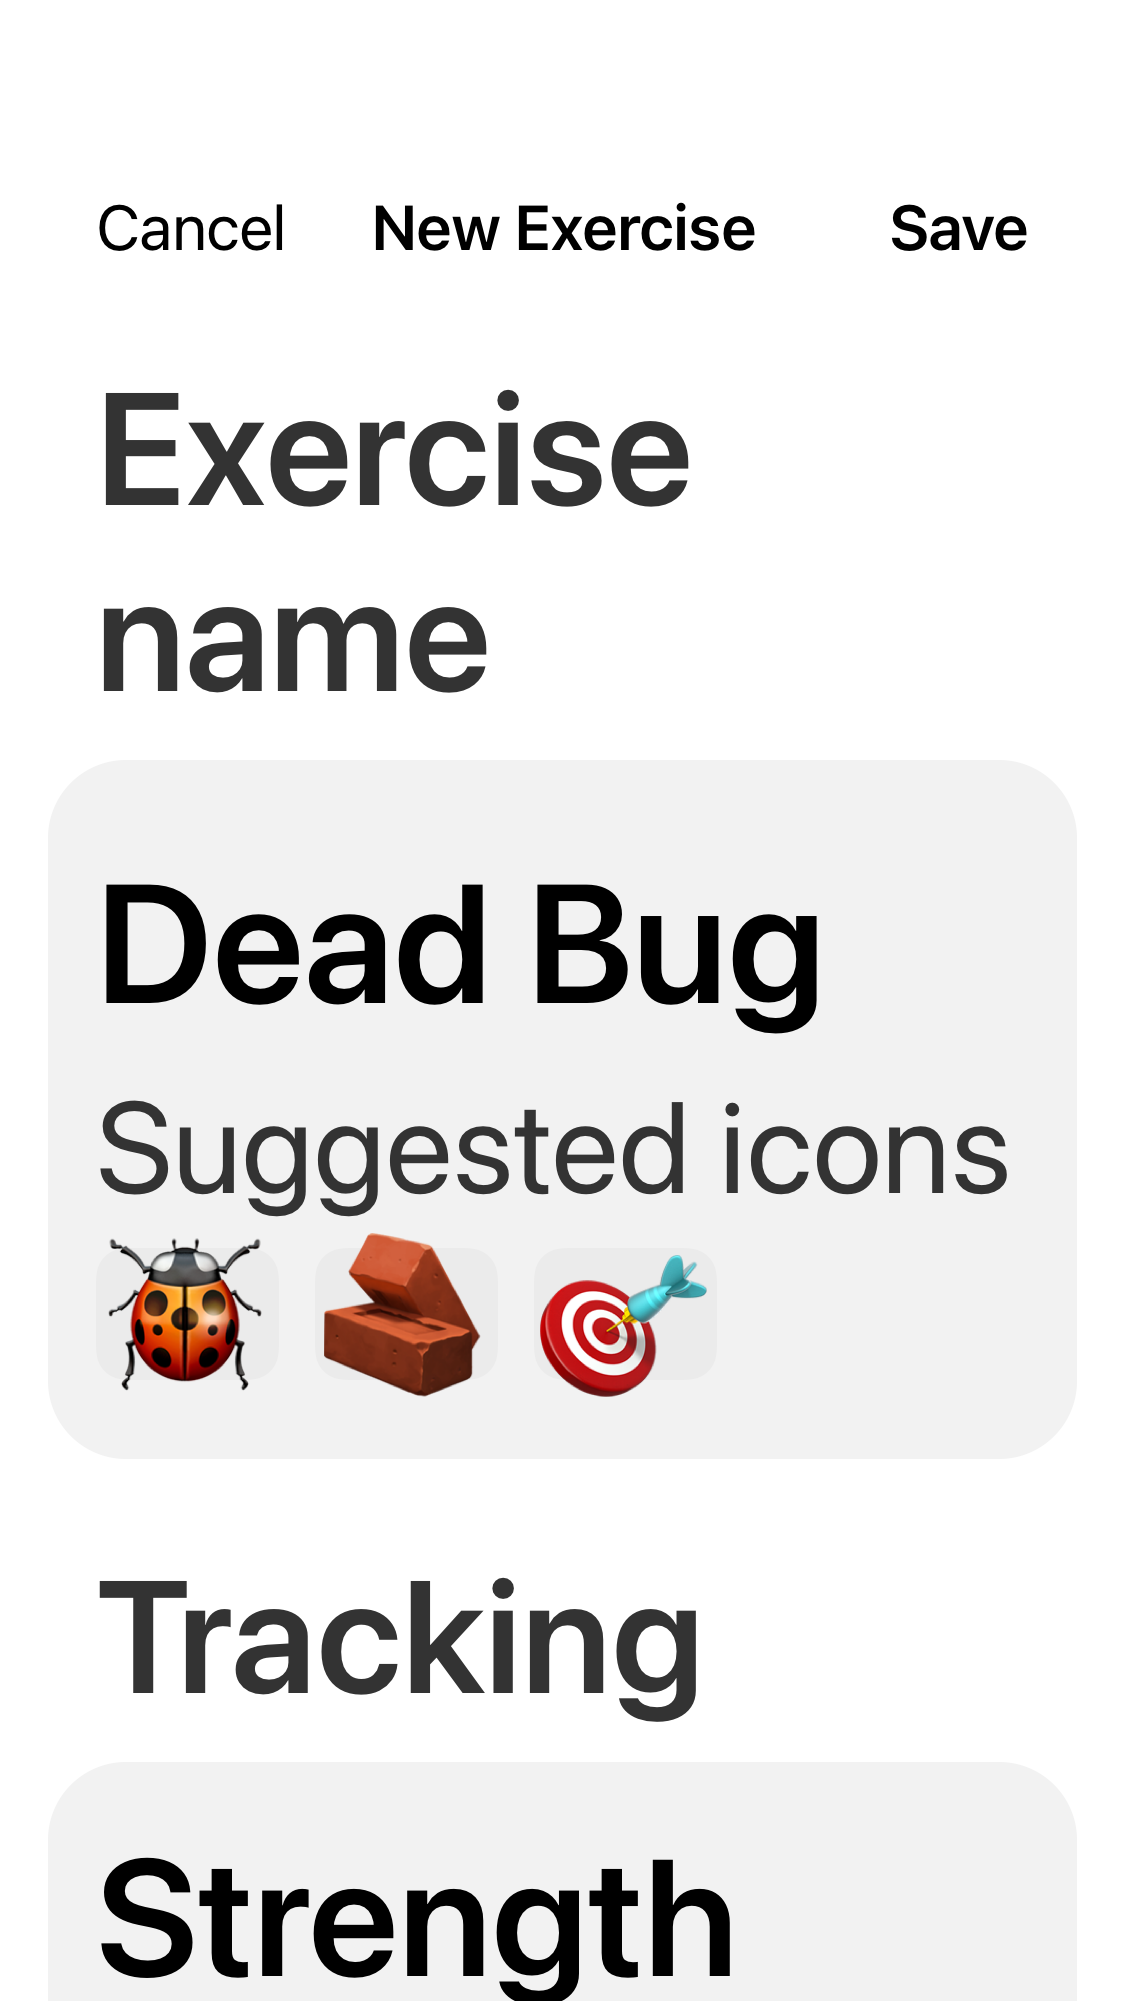 Cancel New Exercise Save
Exercise
name
Dead Bug
Suggested icons
Tracking
Strength